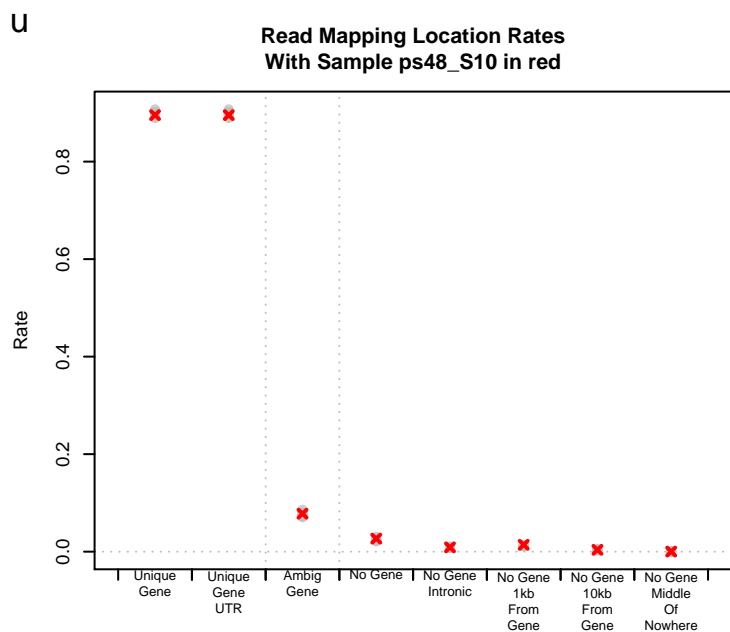 u
Read Mapping Location Rates
With Sample ps48_S10 in red
Rate
0.8
0.6
0.4
0.2
0.0
Unique
Gene
Unique
Gene
UTR
Ambig
Gene
No Gene
No Gene
Intronic
No Gene
1kb
From
Gene
No Gene
10kb
From
Gene
No Gene
Middle
Of
Nowhere